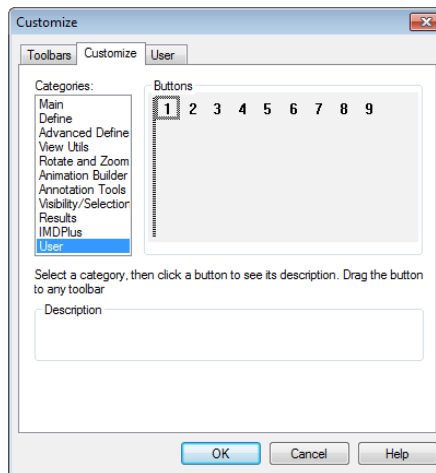 Customize
Toolbars Customize User
Categories: Buttons
Main
Define
Advanced Define
View Utils
Rotate and Zoom
Animation Builder
Annotation Tools
Visibility/Selection
Results
IMDPlus
User
1 2 3 4 5 6 7 8 9
Select a category, then click a button to see its description. Drag the button
to any toolbar
Description
OK Cancel Help